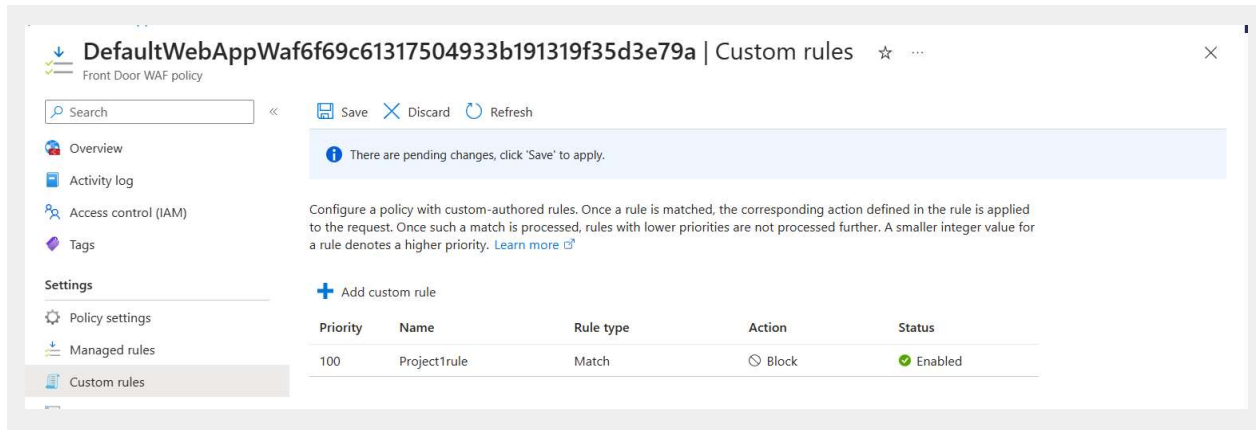 DefaultWebAppWaf6f69c61317504933b191319f35d3e79a | Custom rules
Front Door WAF policy
Search
Save Discard Refresh
Overview
There are pending changes, click 'Save' to apply.
Activity log
Access control (IAM)
Tags
Configure a policy with custom-authored rules. Once a rule is matched, the corresponding action defined in the rule is applied
to the request. Once such a match is processed, rules with lower priorities are not processed further. A smaller integer value for
a rule denotes a higher priority. Learn more
Settings
Policy settings
Managed rules
Custom rules
Add custom rule
Priority Name Rule type Action Status
100 Project1rule Match Block Enabled